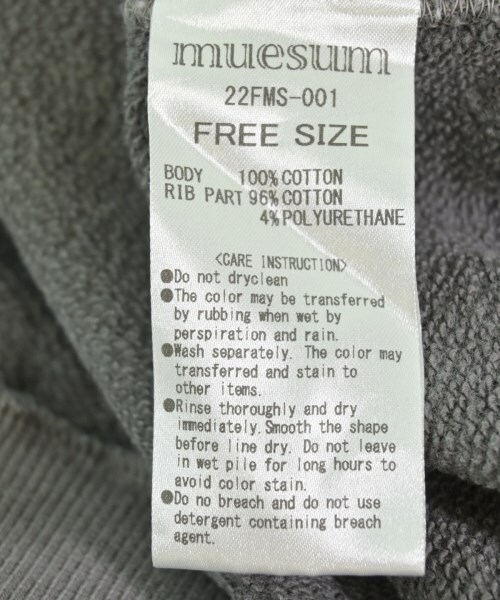 muesum
22FMS-001
FREE SIZE
BODY 100% COTTON
RIB PART 96% COTTON
4% POLYURETHANE
<CARE INSTRUCTION>
●Do not dryclean
●The color may be transferred
by rubbing when wet by
perspiration and rain.
●Wash separately. The color may
transferred and stain to
other items.
●Rinse thoroughly and dry
immediately. Smooth the shape
before line dry. Do not leave
in wet pile for long hours to
avoid color stain.
●Do no breach and do not use
detergent containing breach
agent.